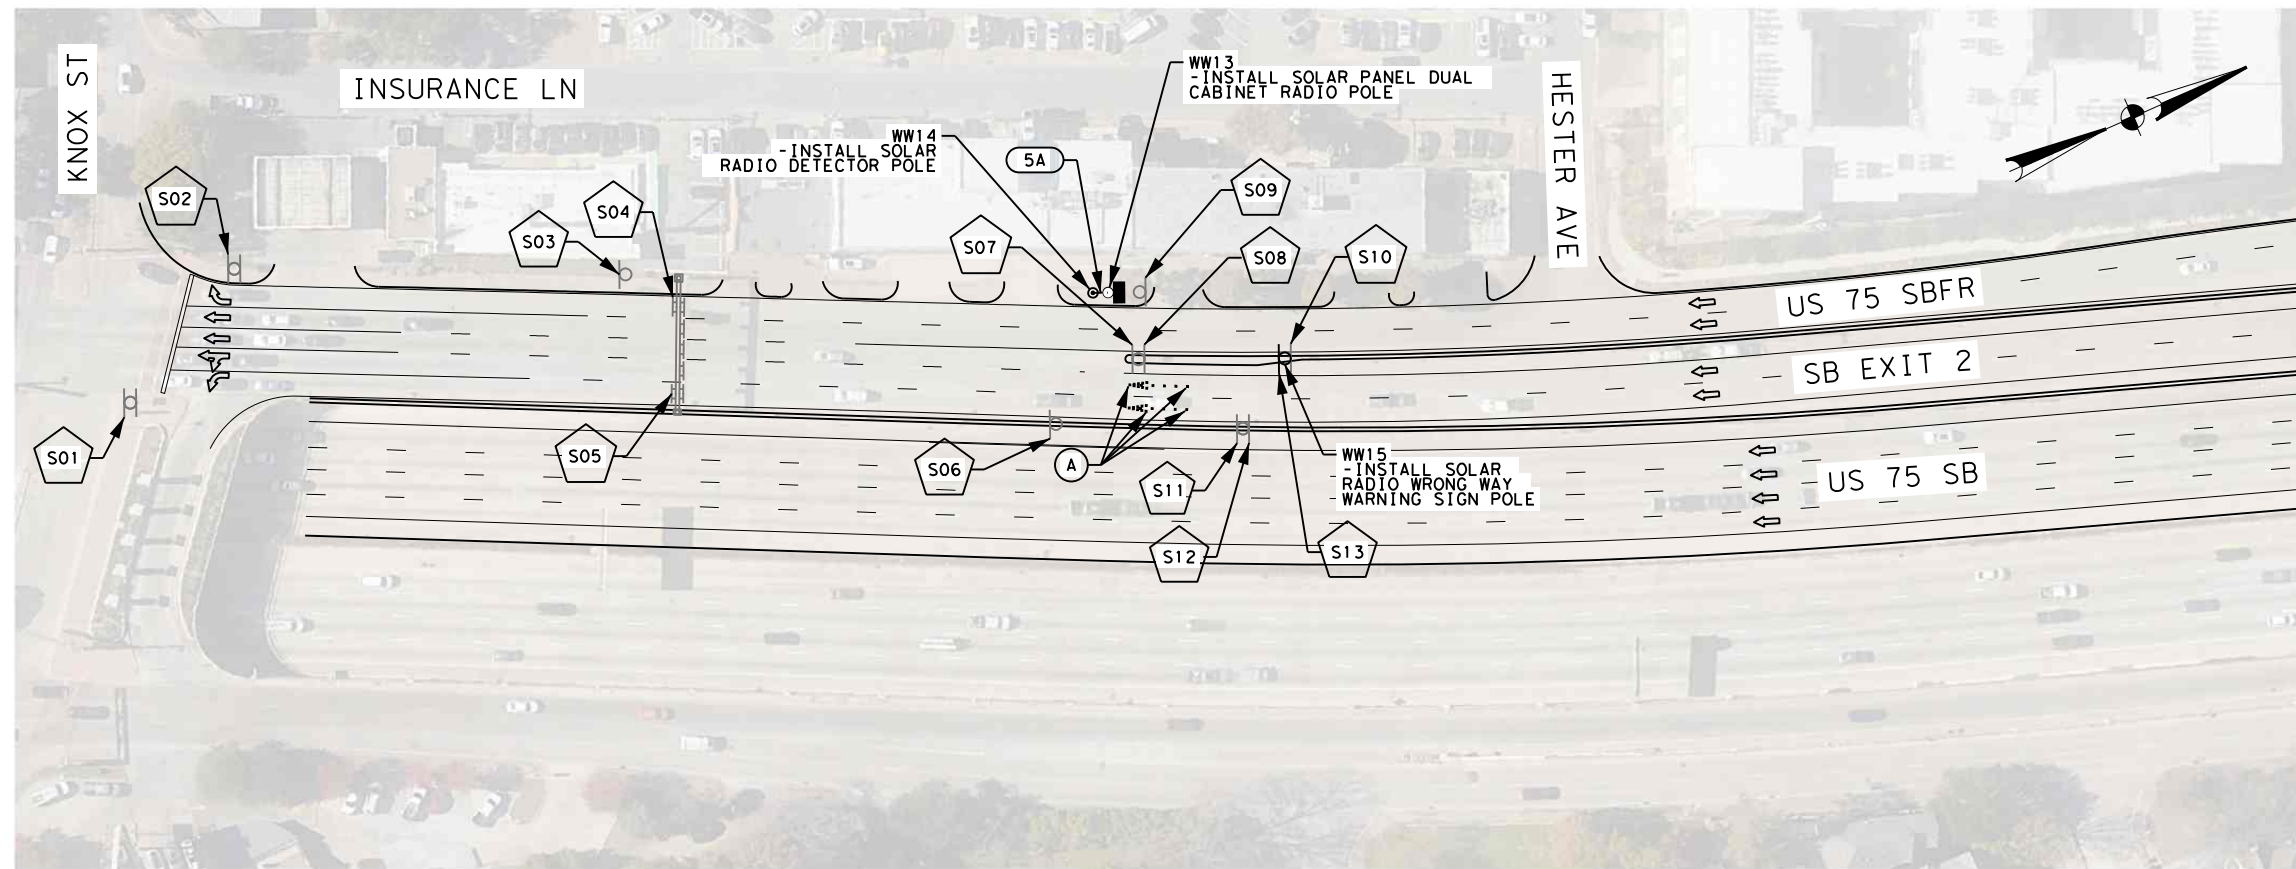 KNOX ST
INSURANCE LN
WW13
-INSTALL SOLAR PANEL DUAL
CABINET RADIO POLE
HESTER AVE
WW14
-INSTALL SOLAR
RADIO DETECTOR POLE
5A
S02
S03
S04
S07
S09
S08
S10
US 75 SBFR
SB EXIT 2
US 75 SB
S01
S05
S06
A
S11
S12
S13
WW15
-INSTALL SOLAR
RADIO WRONG WAY
WARNING SIGN POLE